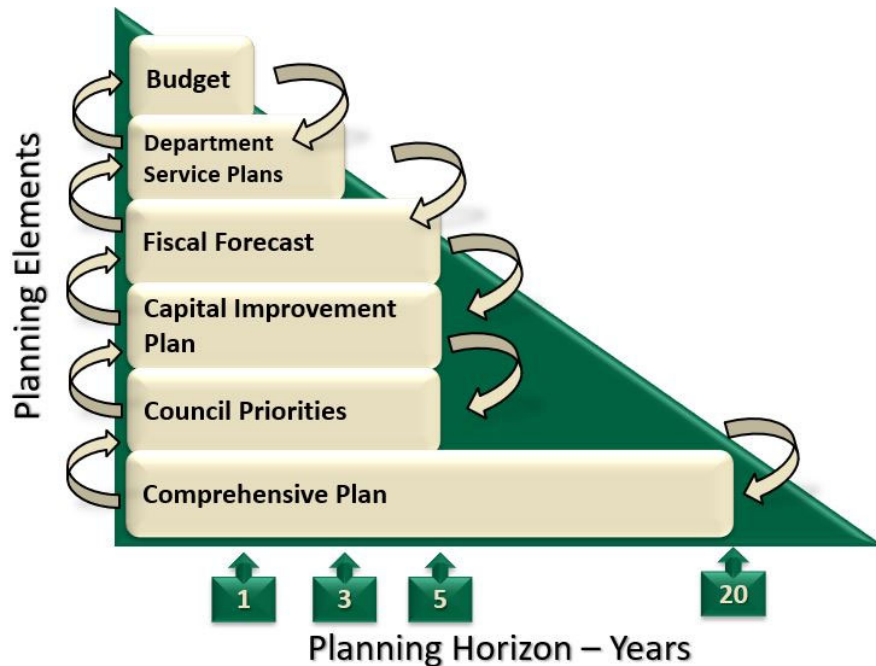 Budget
Department
Service Plans
Fiscal Forecast
Capital Improvement
Plan
Council Priorities
Comprehensive Plan
Planning Elements
1 3 5 20
Planning Horizon – Years